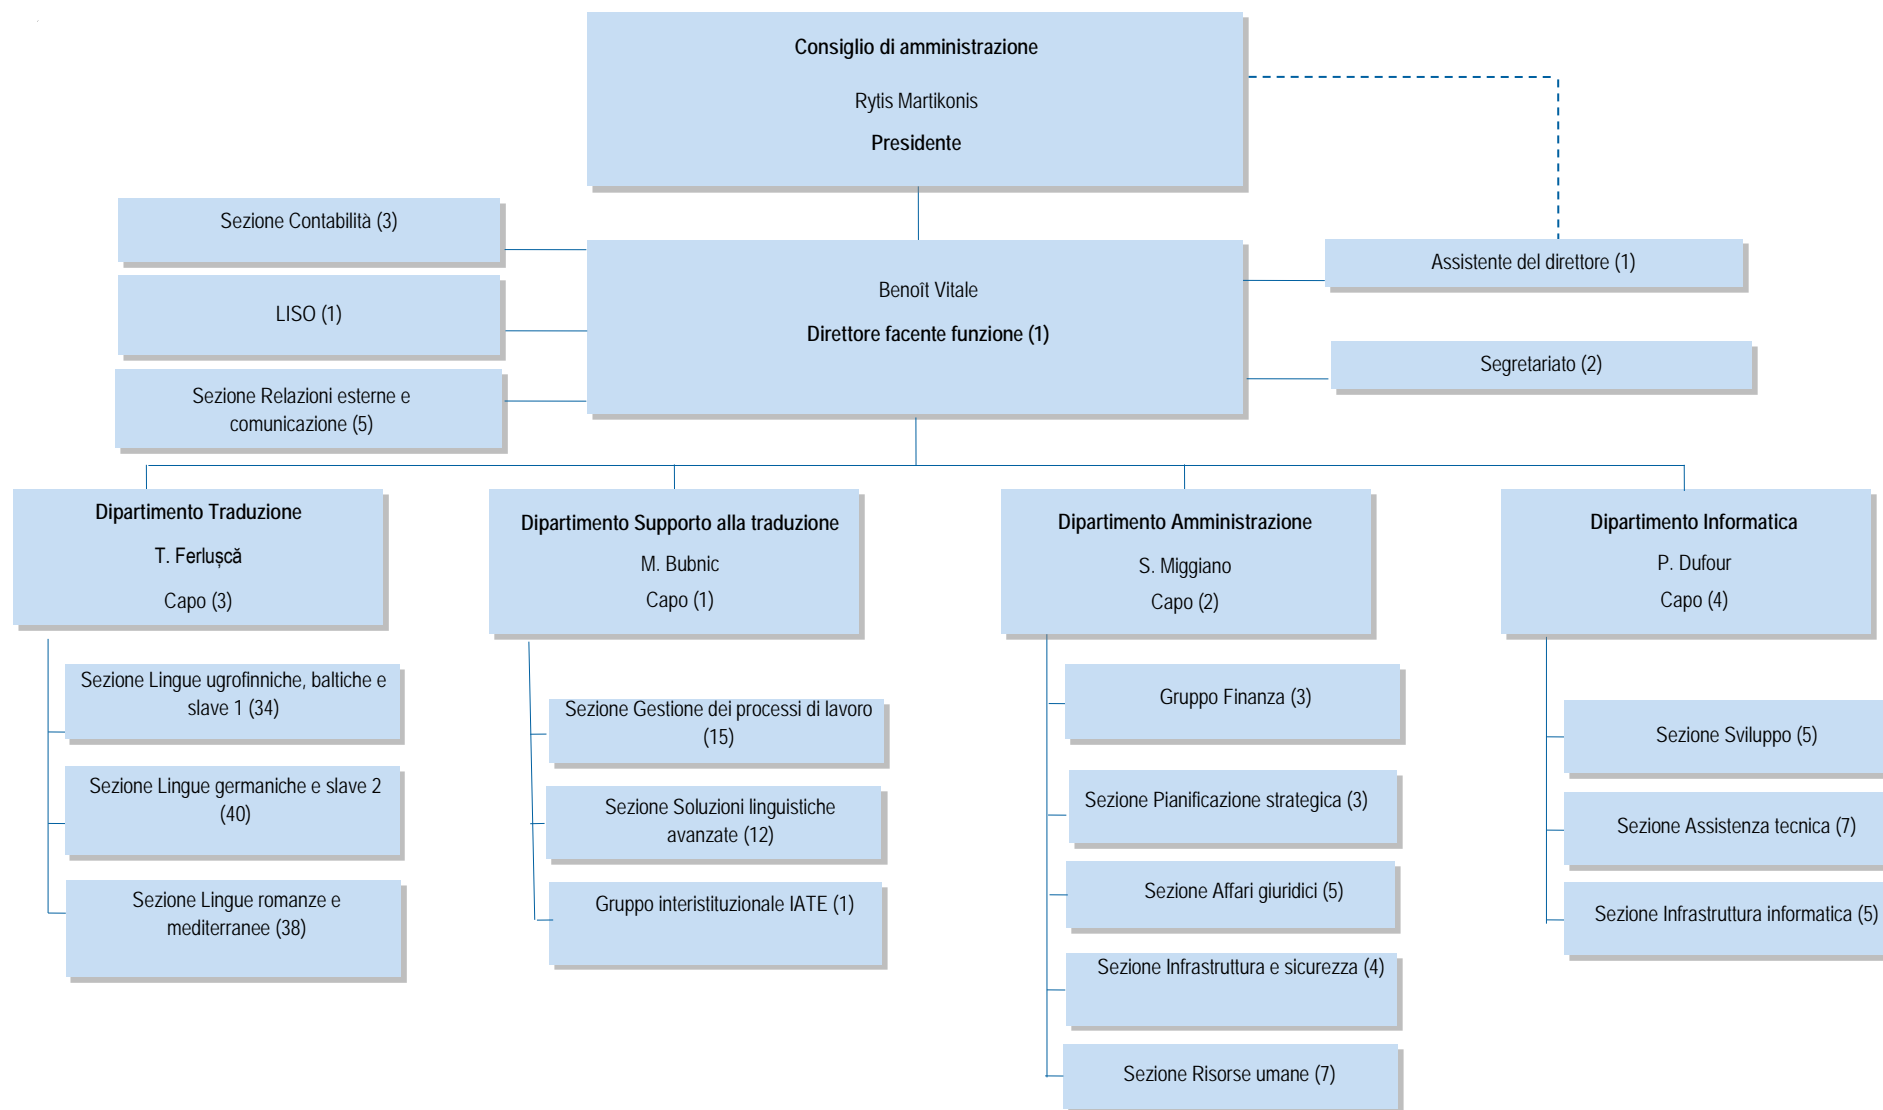 Consiglio di amministrazione
Rytis Martikonis
Presidente
Sezione Contabilità (3)
LISO (1)
Sezione Relazioni esterne e
comunicazione (5)
Benoît Vitale
Direttore facente funzione (1)
Assistente del direttore (1)
Segretariato (2)
Dipartimento Traduzione
T. Ferlușcă
Capo (3)
Sezione Lingue ugrofinniche, baltiche e
slave 1 (34)
Sezione Lingue germaniche e slave 2
(40)
Sezione Lingue romanze e
mediterranee (38)
Dipartimento Supporto alla traduzione
M. Bubnic
Capo (1)
Sezione Gestione dei processi di lavoro
(15)
Sezione Soluzioni linguistiche
avanzate (12)
Gruppo interistituzionale IATE (1)
Dipartimento Amministrazione
S. Miggiano
Capo (2)
Gruppo Finanza (3)
Sezione Pianificazione strategica (3)
Sezione Affari giuridici (5)
Sezione Infrastruttura e sicurezza (4)
Sezione Risorse umane (7)
Dipartimento Informatica
P. Dufour
Capo (4)
Sezione Sviluppo (5)
Sezione Assistenza tecnica (7)
Sezione Infrastruttura informatica (5)